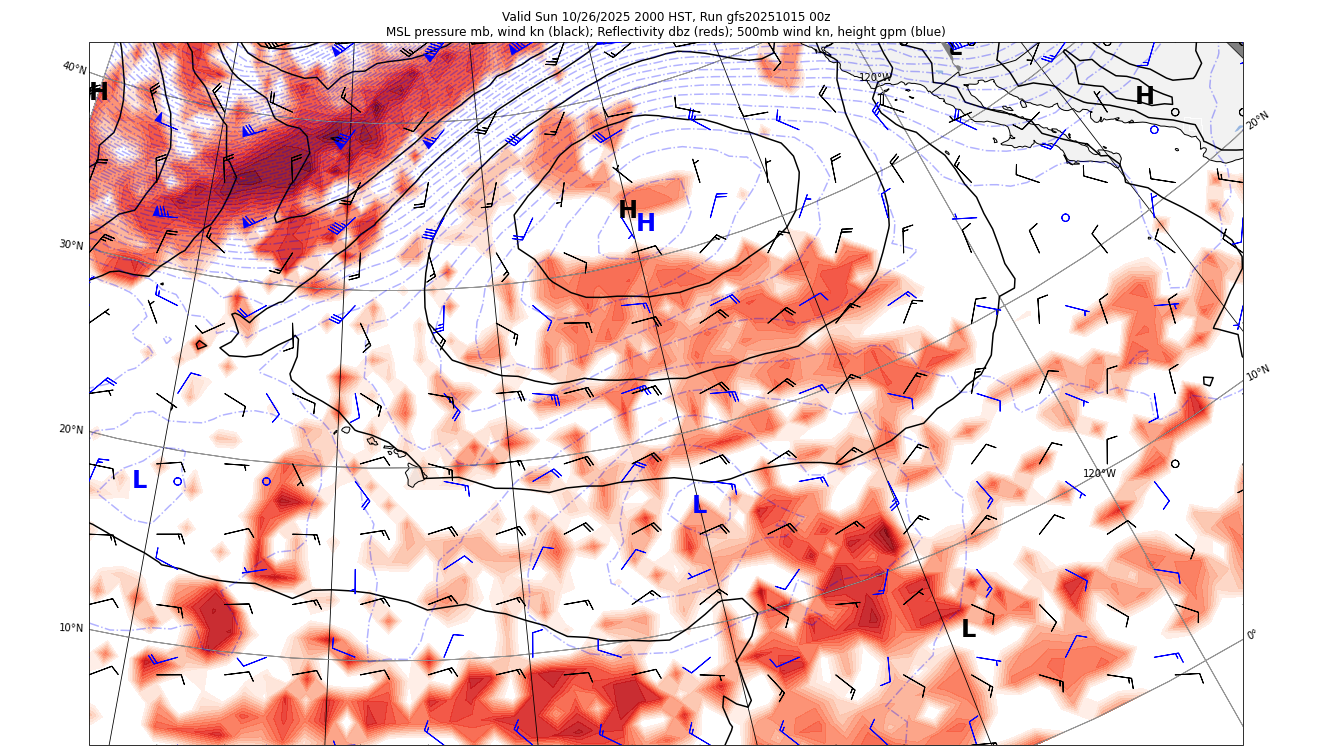 Valid Sun 10/26/2025 2000 HST, Run gfs20251015 00z
MSL pressure mb, wind kn (black); Reflectivity dbz (reds); 500mb wind kn, height gpm (blue)
L
40°N
120°W
H
H
20°N
H
H
30°N
10°N
20°N
120°W
L
L
10°N
L
0°